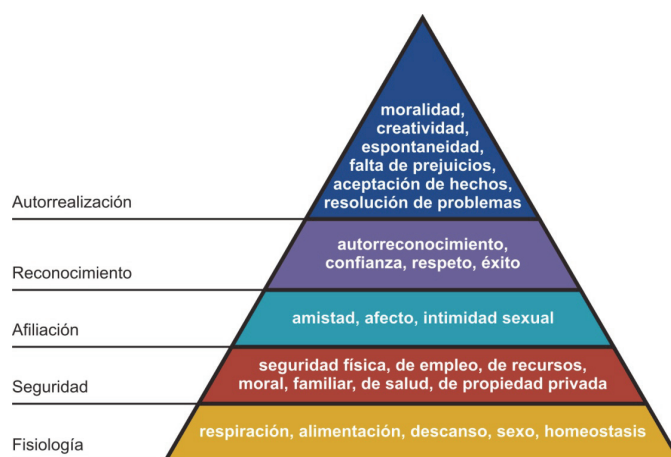 moralidad,
creatividad,
espontaneidad,
falta de prejuicios,
aceptación de hechos,
resolución de problemas
Autorrealización
autorreconocimiento,
confianza, respeto, éxito
Reconocimiento
amistad, afecto, intimidad sexual
Afiliación
seguridad física, de empleo, de recursos,
moral, familiar, de salud, de propiedad privada
Seguridad
respiración, alimentación, descanso, sexo, homeostasis
Fisiología